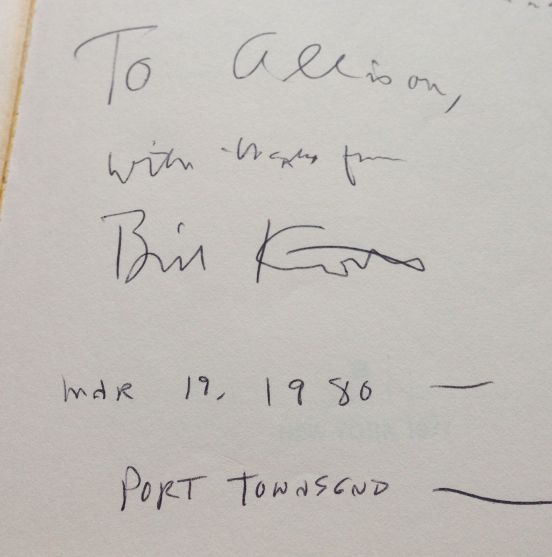 To Allison,
with thanks from
Bill
MAR 19, 1980 —
PORT TOWNSEND —